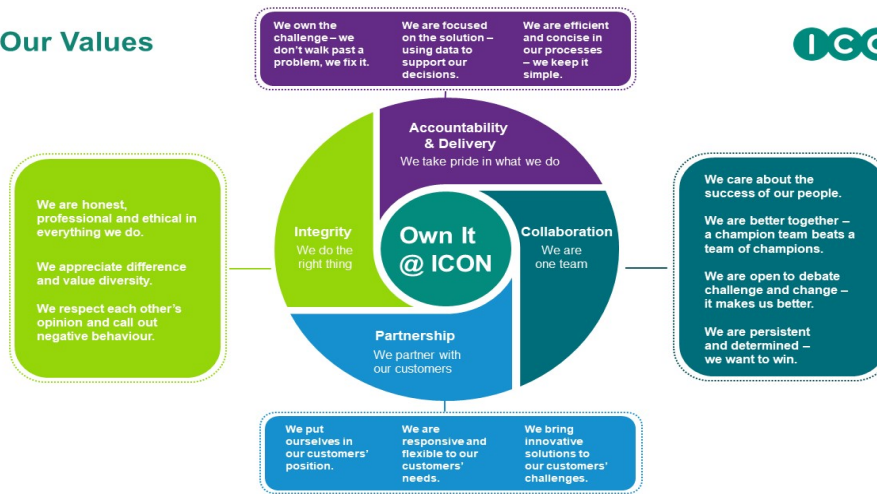 Our Values
We own the
challenge – we
don't walk past a
problem, we fix it.
We are focused
on the solution –
using data to
support our
decisions.
We are efficient
and concise in
our processes
– we keep it
simple.
ICO
Accountability
& Delivery
We take pride in what we do
Integrity
We do the
right thing
Own It
@ ICON
Collaboration
We are
one team
Partnership
We partner with
our customers
We are honest,
professional and ethical in
everything we do.
We appreciate difference
and value diversity.
We respect each other's
opinion and call out
negative behaviour.
We care about the
success of our people.
We are better together –
a champion team beats a
team of champions.
We are open to debate
challenge and change –
it makes us better.
We are persistent
and determined –
we want to win.
We put
ourselves in
our customers'
position.
We are
responsive and
flexible to our
customers'
needs.
We bring
innovative
solutions to
our customers'
challenges.